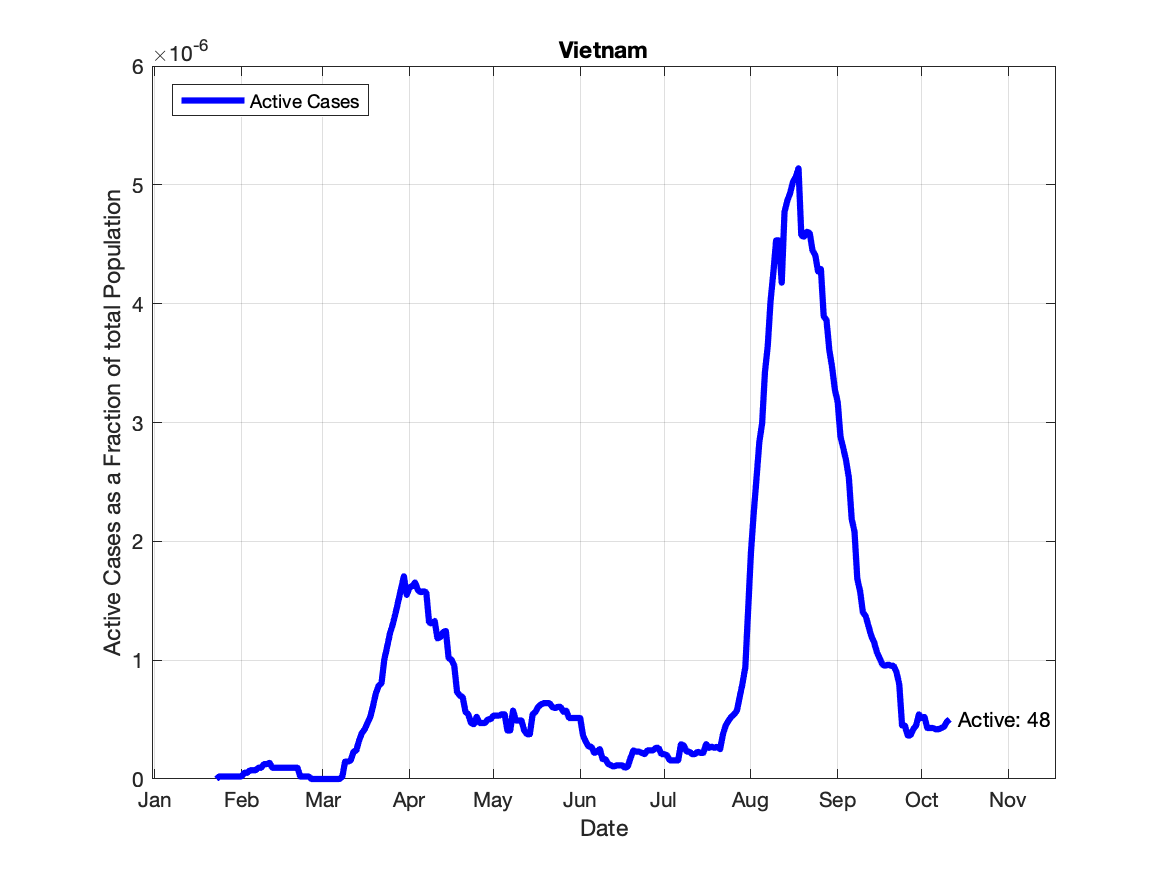 Vietnam
×10-6
Active Cases
6
5
4
3
2
1
0
Active Cases as a Fraction of total Population
Jan Feb Mar Apr May Jun Jul Aug Sep Oct Nov
Date
Active: 48